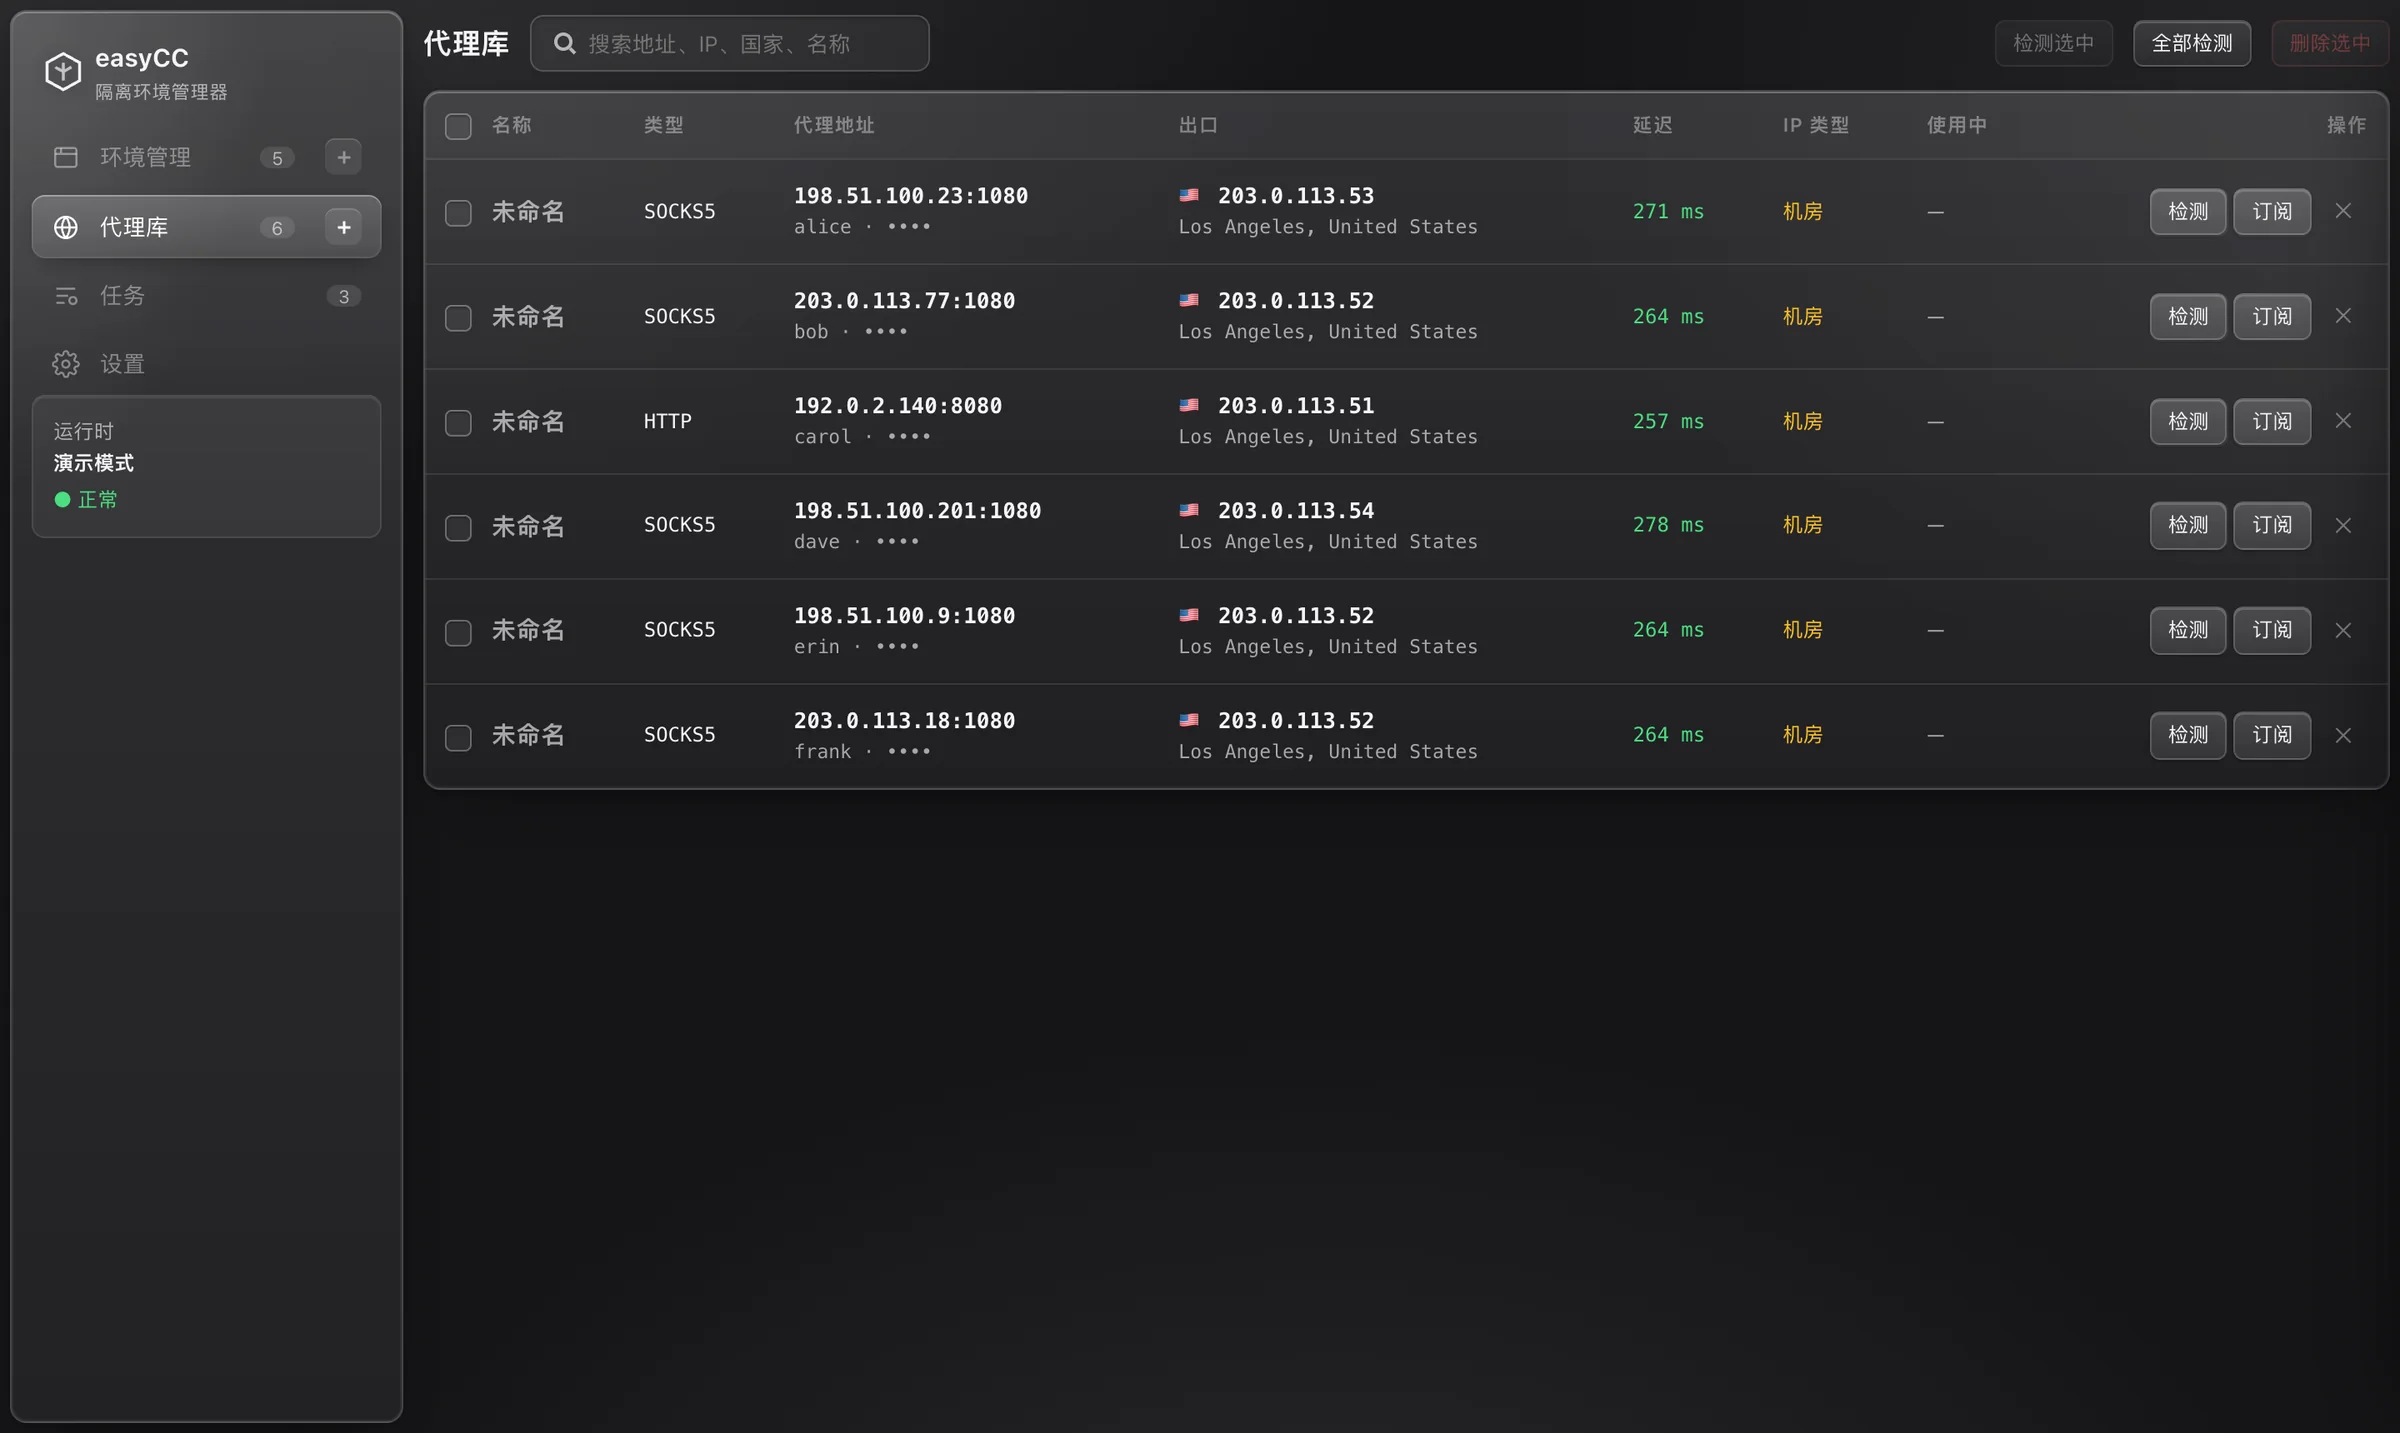 easyCC
隔离环境管理器
环境管理 5 +
代理库 6 +
任务 3
设置
运行时
演示模式
正常
代理库 搜索地址、IP、国家、名称 检测选中 全部检测 删除选中
名称 类型 代理地址 出口 延迟 IP 类型 使用中 操作
未命名 SOCKS5 198.51.100.23:1080 203.0.113.53 271 ms 机房 — 检测 订阅 ×
alice · •••• Los Angeles, United States
未命名 SOCKS5 203.0.113.77:1080 203.0.113.52 264 ms 机房 — 检测 订阅 ×
bob · •••• Los Angeles, United States
未命名 HTTP 192.0.2.140:8080 203.0.113.51 257 ms 机房 — 检测 订阅 ×
carol · •••• Los Angeles, United States
未命名 SOCKS5 198.51.100.201:1080 203.0.113.54 278 ms 机房 — 检测 订阅 ×
dave · •••• Los Angeles, United States
未命名 SOCKS5 198.51.100.9:1080 203.0.113.52 264 ms 机房 — 检测 订阅 ×
erin · •••• Los Angeles, United States
未命名 SOCKS5 203.0.113.18:1080 203.0.113.52 264 ms 机房 — 检测 订阅 ×
frank · •••• Los Angeles, United States